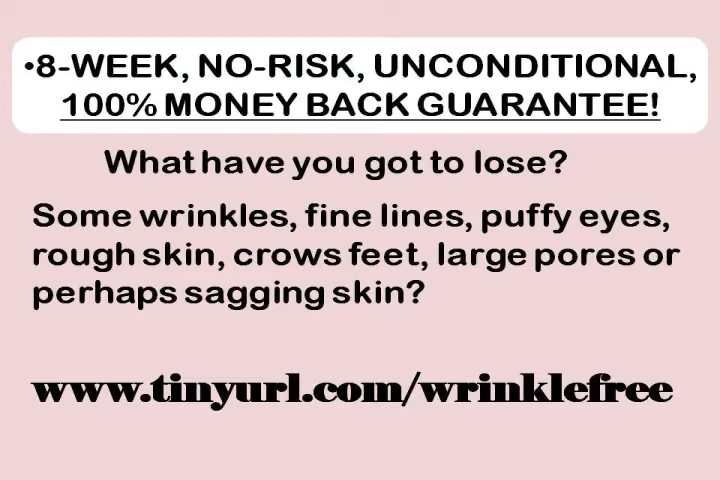 •8-WEEK, NO-RISK, UNCONDITIONAL,
100% MONEY BACK GUARANTEE!
What have you got to lose?
Some wrinkles, fine lines, puffy eyes,
rough skin, crows feet, large pores or
perhaps sagging skin?
www.tinyurl.com/wrinklefree